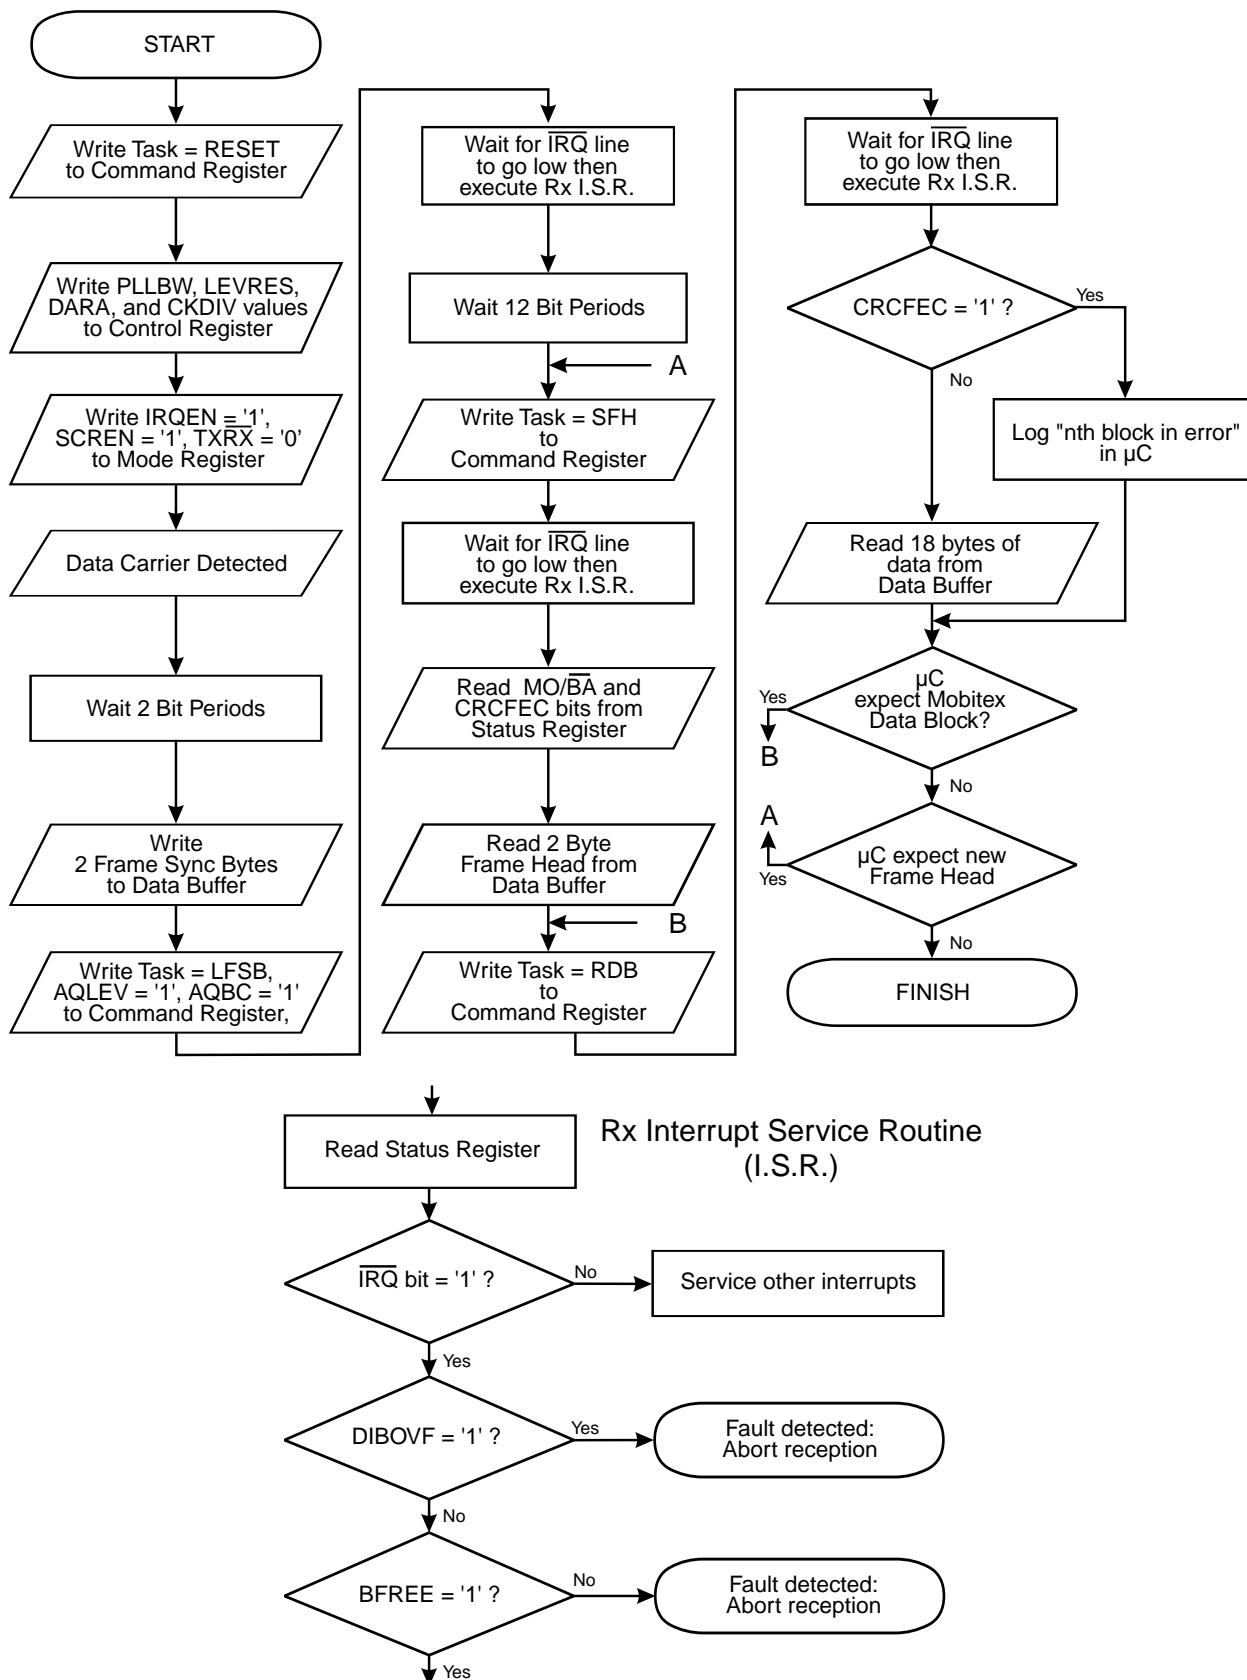 START
Write Task = RESET
to Command Register
Write PLLBW, LEVRES,
DARA, and CKDIV values
to Control Register
Write IRQEN = '1',
SCREN = '1', TXR̅X̅ = '0'
to Mode Register
Data Carrier Detected
Wait 2 Bit Periods
Write
2 Frame Sync Bytes
to Data Buffer
Write Task = LFSB,
AQLEV = '1', AQBC = '1'
to Command Register,
Wait for I̅R̅Q̅ line
to go low then
execute Rx I.S.R.
Wait 12 Bit Periods
A
Write Task = SFH
to
Command Register
Wait for I̅R̅Q̅ line
to go low then
execute Rx I.S.R.
Read MO/B̅A̅ and
CRCFEC bits from
Status Register
Read 2 Byte
Frame Head from
Data Buffer
B
Write Task = RDB
to
Command Register
Wait for I̅R̅Q̅ line
to go low then
execute Rx I.S.R.
CRCFEC = '1' ?
Yes
No
Log "nth block in error"
in µC
Read 18 bytes of
data from
Data Buffer
µC
expect Mobitex
Data Block?
Yes
B
No
A
µC expect new
Frame Head
Yes
No
FINISH
Rx Interrupt Service Routine
(I.S.R.)
Read Status Register
I̅R̅Q̅ bit = '1' ?
No
Service other interrupts
Yes
DIBOVF = '1' ?
Yes
Fault detected:
Abort reception
No
BFREE = '1' ?
No
Fault detected:
Abort reception
Yes